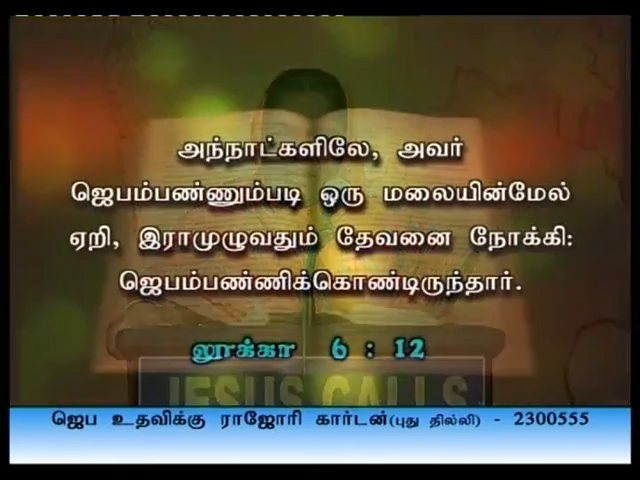 அந்நாட்களிலே, அவர்
ஜெபம்பண்ணும்படி ஒரு மலையின்மேல்
ஏறி, இராமுழுவதும் தேவனை நோக்கி:
ஜெபம்பண்ணிக்கொண்டிருந்தார்.
லூக்கா 6 : 12
JESUS CALLS
ஜெப உதவிக்கு ராஜோரி கார்டன்(புது தில்லி) - 2300555